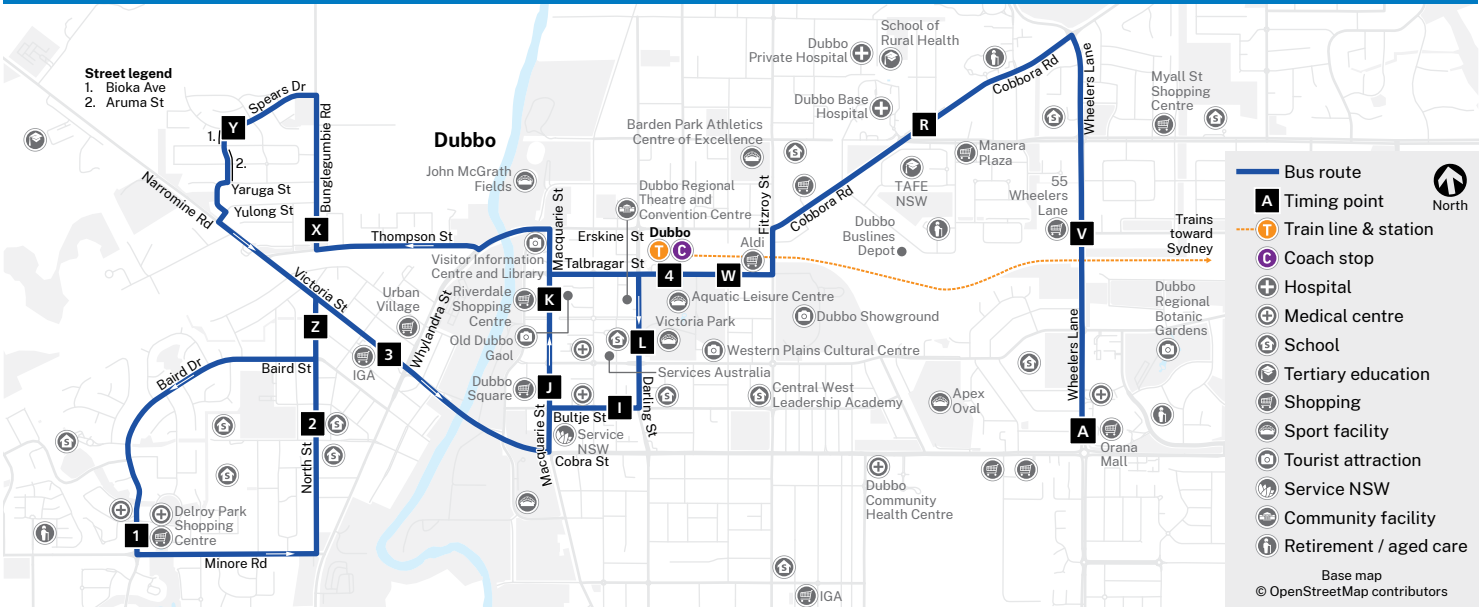 Street legend
1. Bioka Ave
2. Aruma St
Dubbo
Spears Dr
Y
1.
2.
Yaruga St
Yulong St
Bunglegumbie Rd
Narromine Rd
X
Thompson St
Victoria St
Z
Urban
Village
IGA
3
Whylandra St
Baird St
Baird Dr
2
North St
1
Delroy Park
Shopping
Centre
Minore Rd
John McGrath
Fields
Visitor Information
Centre and Library
Riverdale
Shopping
Centre
Old Dubbo
Gaol
Dubbo
Square
Macquarie St
K
J
Macquarie St
Bultje St
I
Service
NSW
Cobra St
Erskine St
Talbragar St
Dubbo
T
C
4
W
L
Darling St
Services Australia
Dubbo Regional
Theatre and
Convention Centre
Barden Park Athletics
Centre of Excellence
Aldi
Fitzroy St
Cobbora Rd
Aquatic Leisure Centre
Victoria Park
Dubbo Showground
Western Plains Cultural Centre
Central West
Leadership Academy
School of
Rural Health
Dubbo
Private Hospital
Dubbo Base
Hospital
R
Cobbora Rd
Manera
Plaza
TAFE
NSW
Dubbo
Buslines
Depot
Wheelers Lane
Myall St
Shopping
Centre
55
Wheelers
Lane
V
Trains
toward
Sydney
Dubbo
Regional
Botanic
Gardens
Wheelers Lane
Apex
Oval
A
Orana
Mall
Dubbo
Community
Health Centre
IGA
Bus route
A Timing point
North
T Train line & station
C Coach stop
Hospital
Medical centre
S School
Tertiary education
Shopping
Sport facility
Tourist attraction
Service NSW
Community facility
Retirement / aged care
Base map
© OpenStreetMap contributors